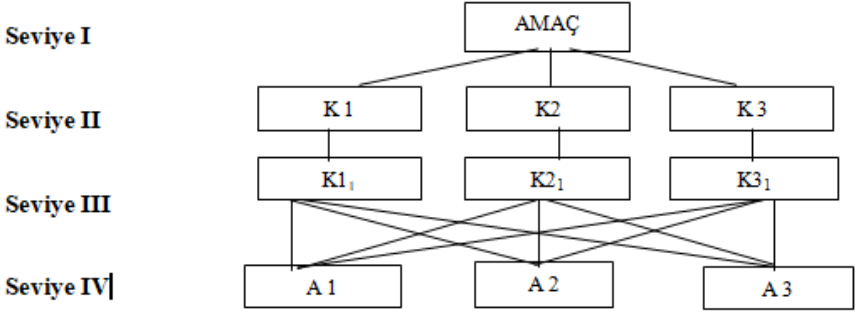 Seviye I
AMAÇ
Seviye II
K 1
K2
K 3
Seviye III
K1₁
K2₁
K3₁
Seviye IV
A 1
A 2
A 3